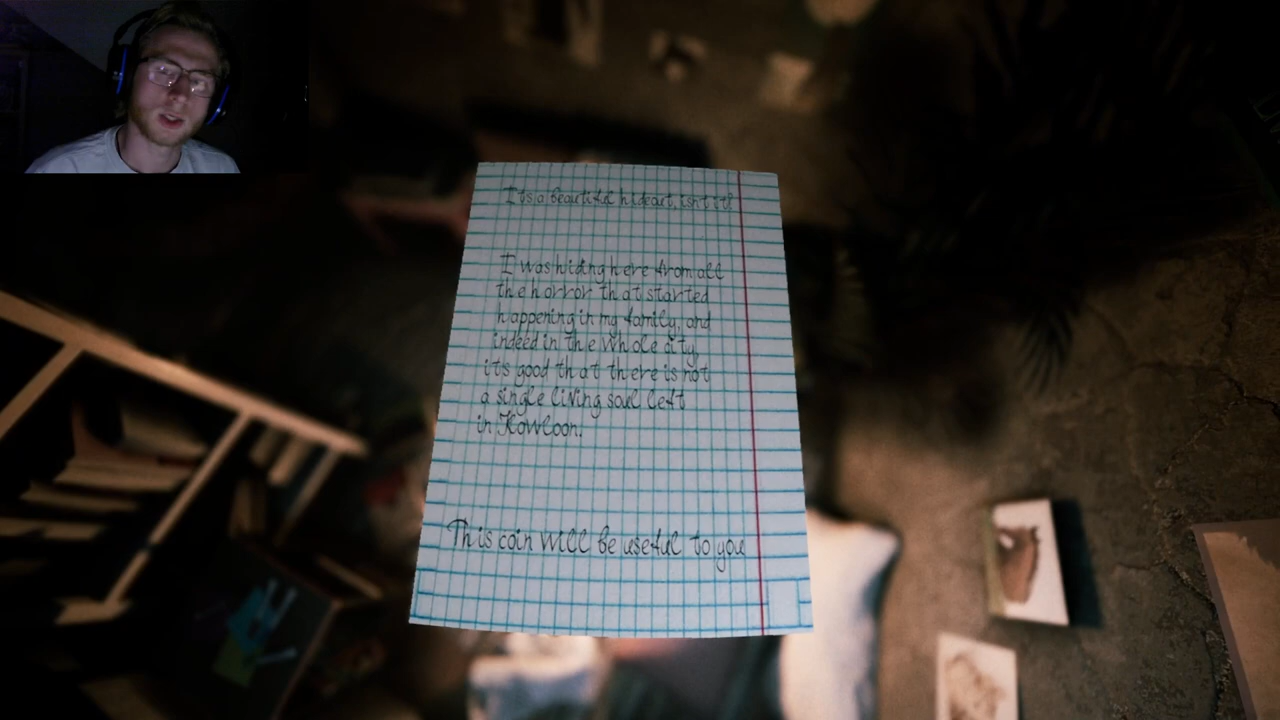 It's a beautiful hideout, isn't it?
I was hiding here from all
the horror that started
happening in my family, and
indeed in the whole city,
it's good that there is not
a single living soul left
in Kowloon.
This coin will be useful to you